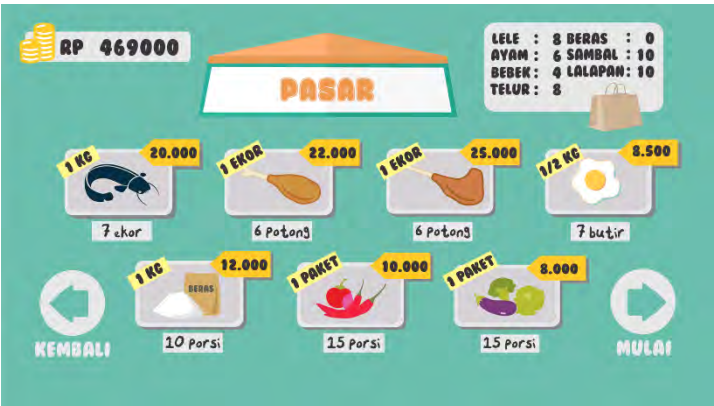 RP 469000
PASAR
LELE : 8 BERAS : 0
AYAM : 6 SAMBAL : 10
BEBEK : 4 LALAPAN : 10
TELUR : 8
1 KG 20.000
7 ekor
1 EKOR 22.000
6 Potong
1 EKOR 25.000
6 Potong
1/2 KG 8.500
7 butir
1 KG 12.000
BERAS
10 Porsi
1 PAKET 10.000
15 Porsi
1 PAKET 8.000
15 Porsi
KEMBALI
MULAI